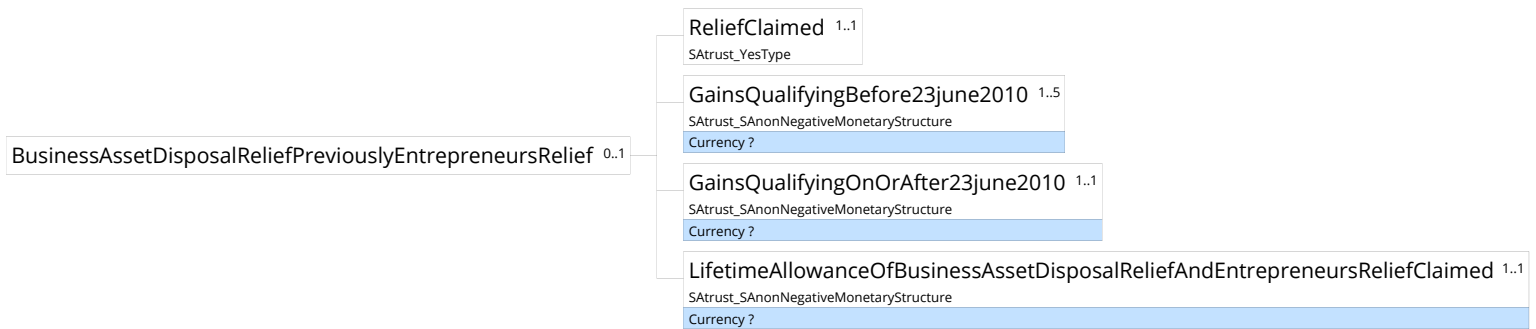 ReliefClaimed 1..1
SAtrust_YesType
GainsQualifyingBefore23june2010 1..5
SAtrust_SAnonNegativeMonetaryStructure
Currency ?
BusinessAssetDisposalReliefPreviouslyEntrepreneursRelief 0..1
GainsQualifyingOnOrAfter23june2010 1..1
SAtrust_SAnonNegativeMonetaryStructure
Currency ?
LifetimeAllowanceOfBusinessAssetDisposalReliefAndEntrepreneursReliefClaimed 1..1
SAtrust_SAnonNegativeMonetaryStructure
Currency ?